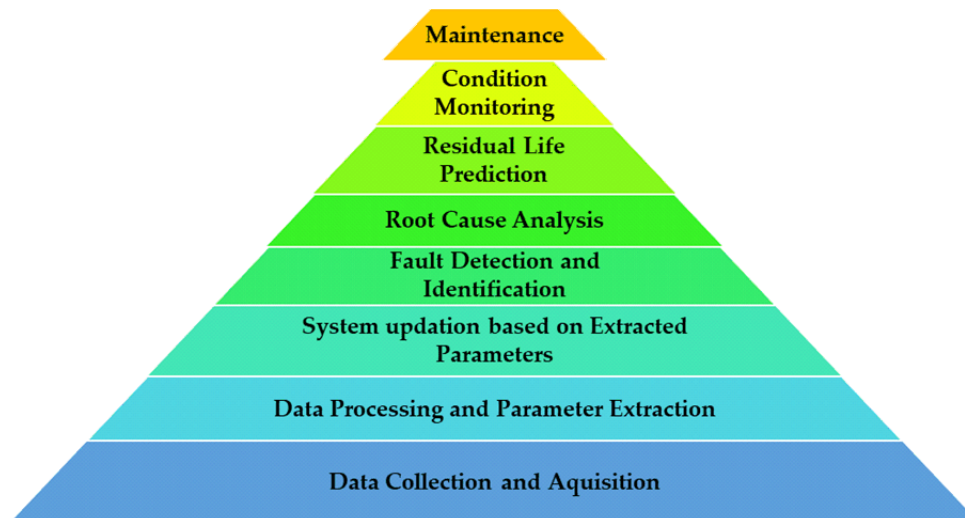 Maintenance
Condition
Monitoring
Residual Life
Prediction
Root Cause Analysis
Fault Detection and
Identification
System updation based on Extracted
Parameters
Data Processing and Parameter Extraction
Data Collection and Aquisition